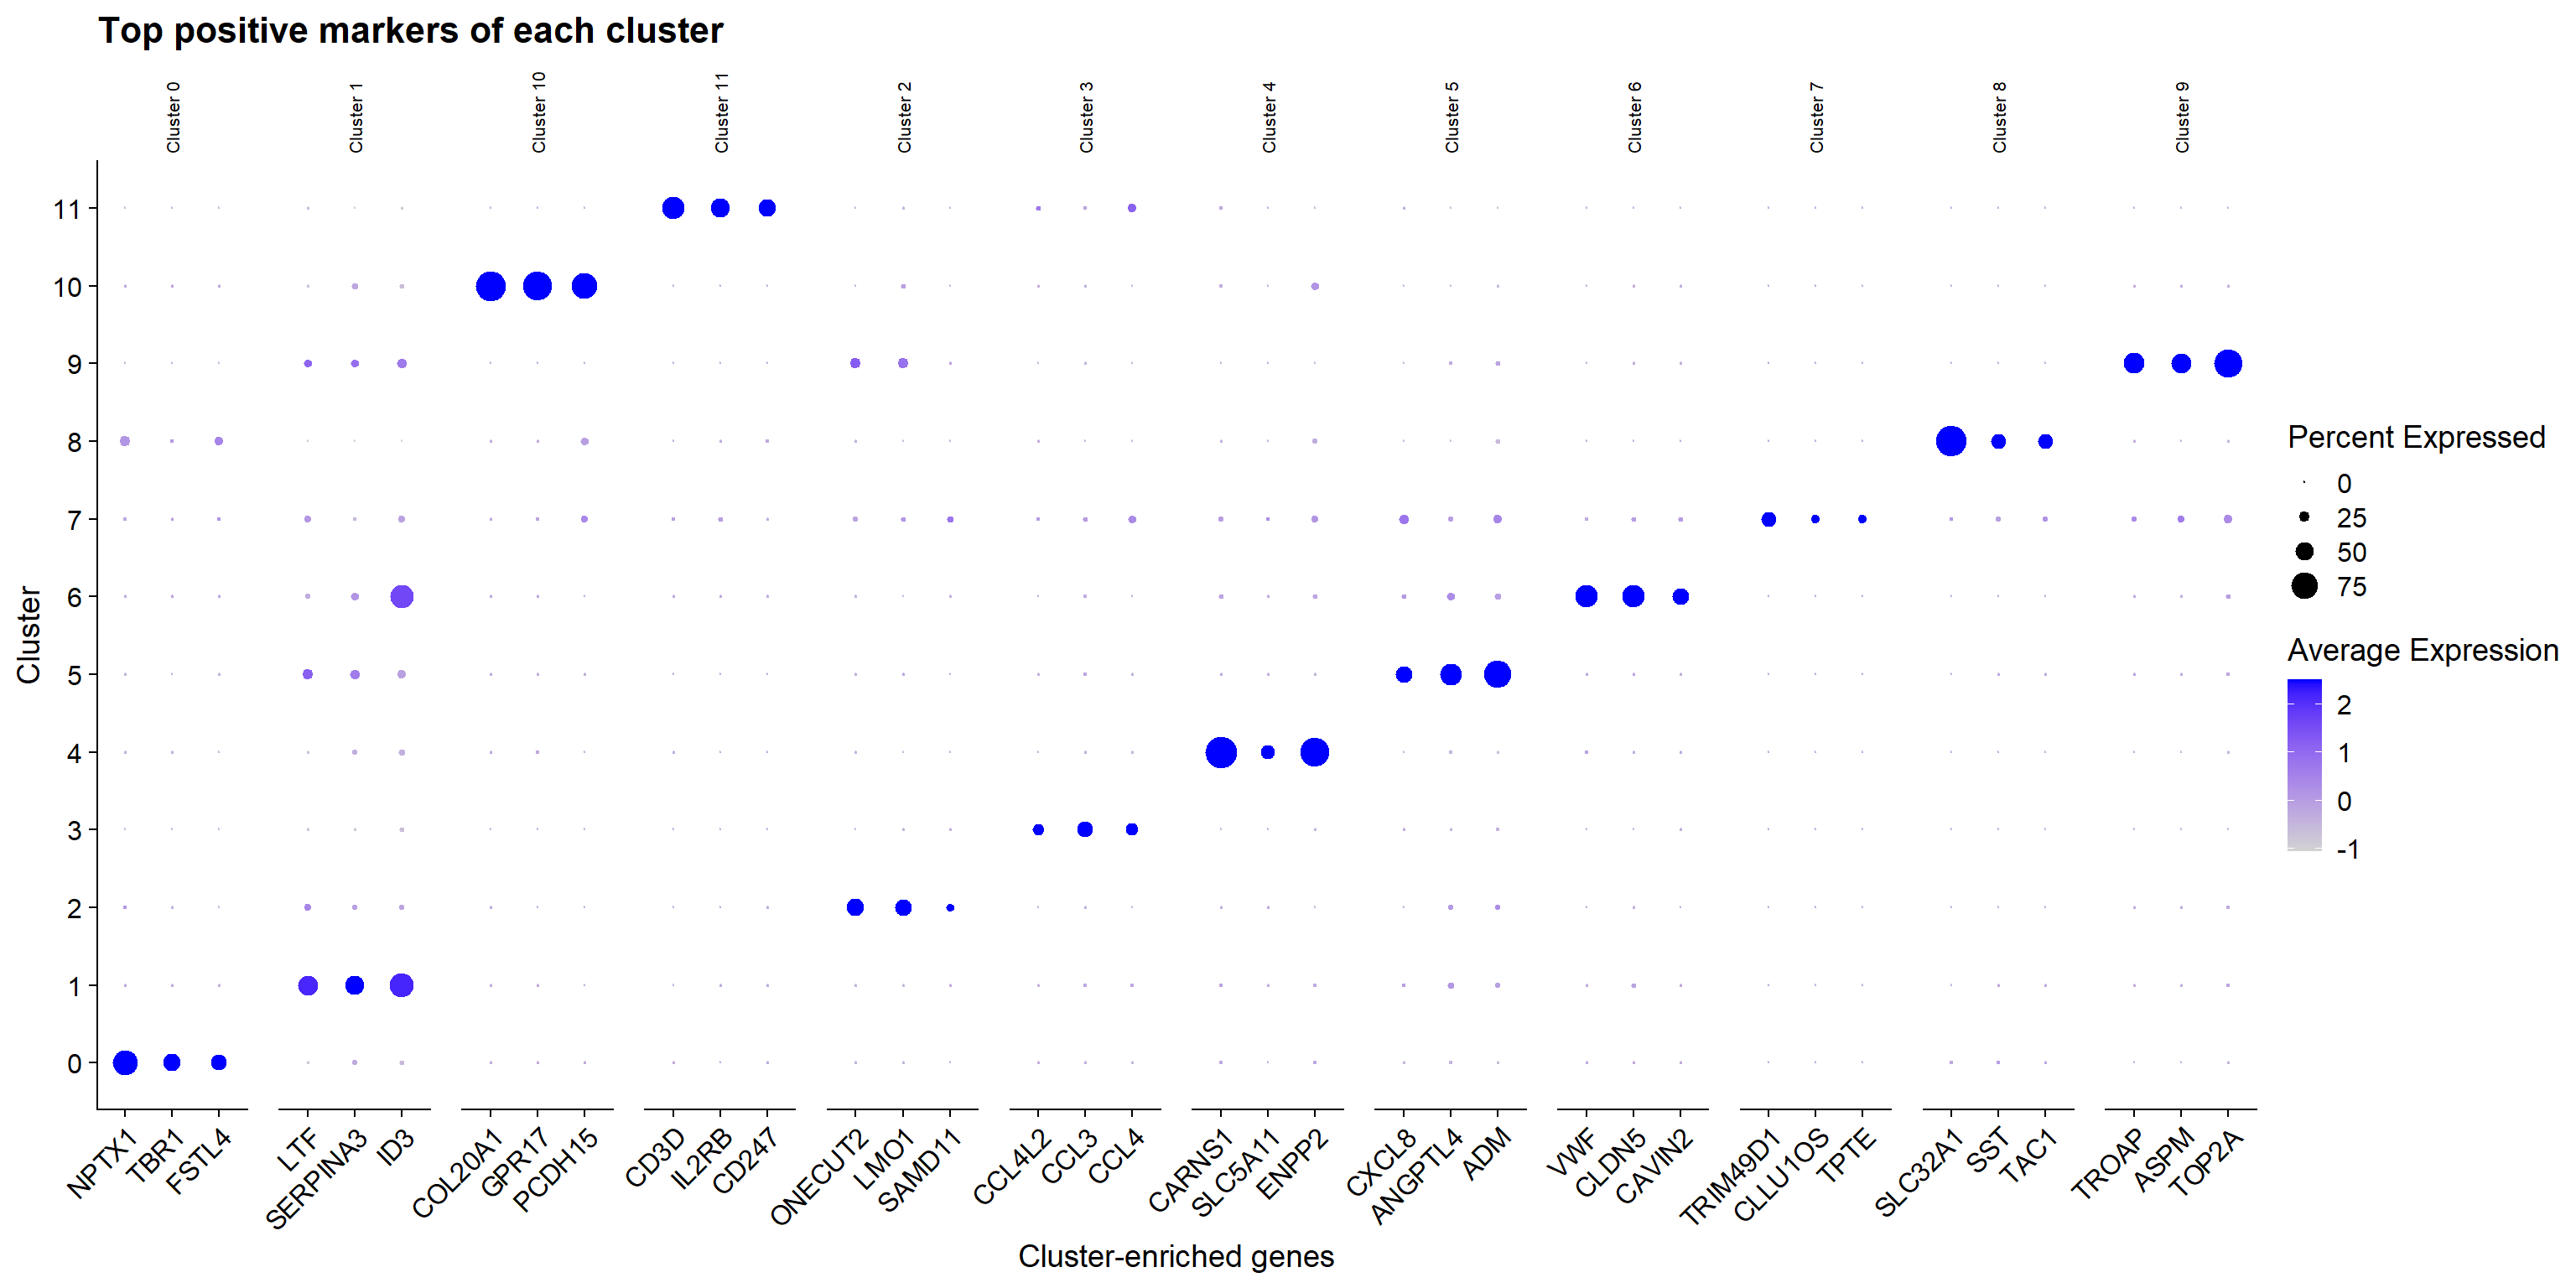 Top positive markers of each cluster
Cluster 0
Cluster 1
Cluster 10
Cluster 11
Cluster 2
Cluster 3
Cluster 4
Cluster 5
Cluster 6
Cluster 7
Cluster 8
Cluster 9
Cluster
11
10
9
8
7
6
5
4
3
2
1
0
NPTX1
TBR1
FSTL4
LTF
SERPINA3
ID3
COL20A1
GPR17
PCDH15
CD3D
IL2RB
CD247
ONECUT2
LMO1
SAMD11
CCL4L2
CCL3
CCL4
CARNS1
SLC5A11
ENPP2
CXCL8
ANGPTL4
ADM
VWF
CLDN5
CAVIN2
TRIM49D1
CLLU1OS
TPTE
SLC32A1
SST
TAC1
TROAP
ASPM
TOP2A
Cluster-enriched genes
Percent Expressed
0
25
50
75
Average Expression
2
1
0
-1